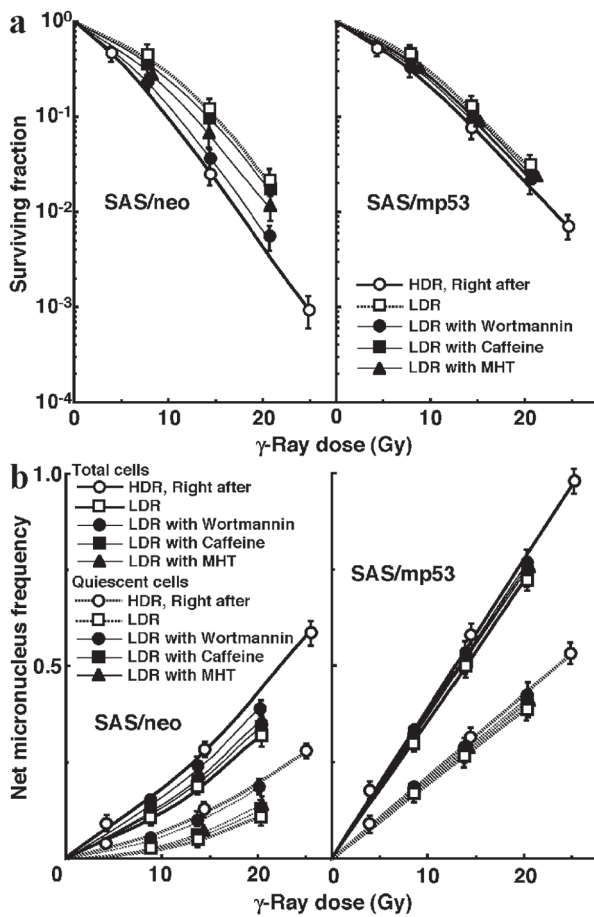 a
10⁰
10⁻¹
10⁻²
10⁻³
10⁻⁴
Surviving fraction
SAS/neo
SAS/mp53
HDR, Right after
LDR
LDR with Wortmannin
LDR with Caffeine
LDR with MHT
0 10 20 0 10 20
γ-Ray dose (Gy)
b
1.0
0.5
0
Net micronucleus frequency
Total cells
HDR, Right after
LDR
LDR with Wortmannin
LDR with Caffeine
LDR with MHT
Quiescent cells
HDR, Right after
LDR
LDR with Wortmannin
LDR with Caffeine
LDR with MHT
SAS/neo
SAS/mp53
0 10 20 0 10 20
γ-Ray dose (Gy)